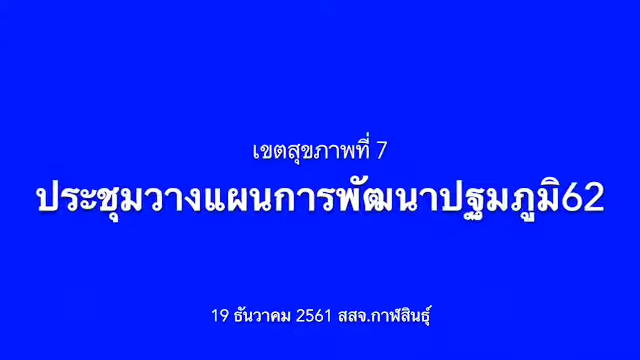 เขตสุขภาพที่ 7
ประชุมวางแผนการพัฒนาปฐมภูมิ62
19 ธันวาคม 2561 สสจ.กาฬสินธุ์